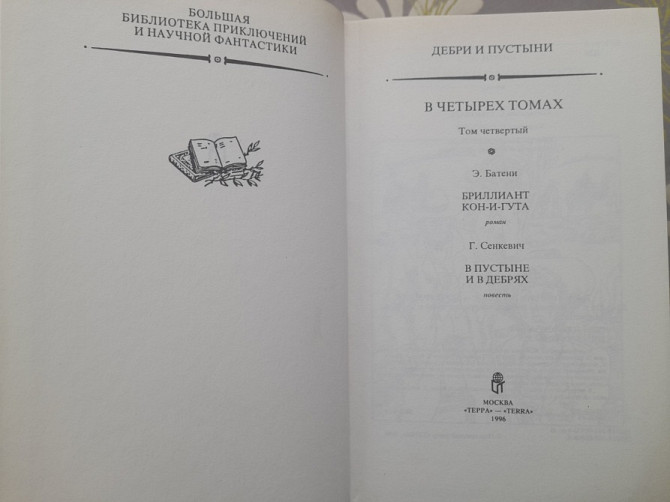 БОЛЬШАЯ
БИБЛИОТЕКА ПРИКЛЮЧЕНИЙ
И НАУЧНОЙ ФАНТАСТИКИ
ДЕБРИ И ПУСТЫНИ
В ЧЕТЫРЕХ ТОМАХ
Том четвертый
Э. Батени
БРИЛЛИАНТ
КОН-И-ГУТА
роман
Г. Сенкевич
В ПУСТЫНЕ
И В ДЕБРЯХ
повесть
МОСКВА
«ТЕРРА» — «TERRA»
1996